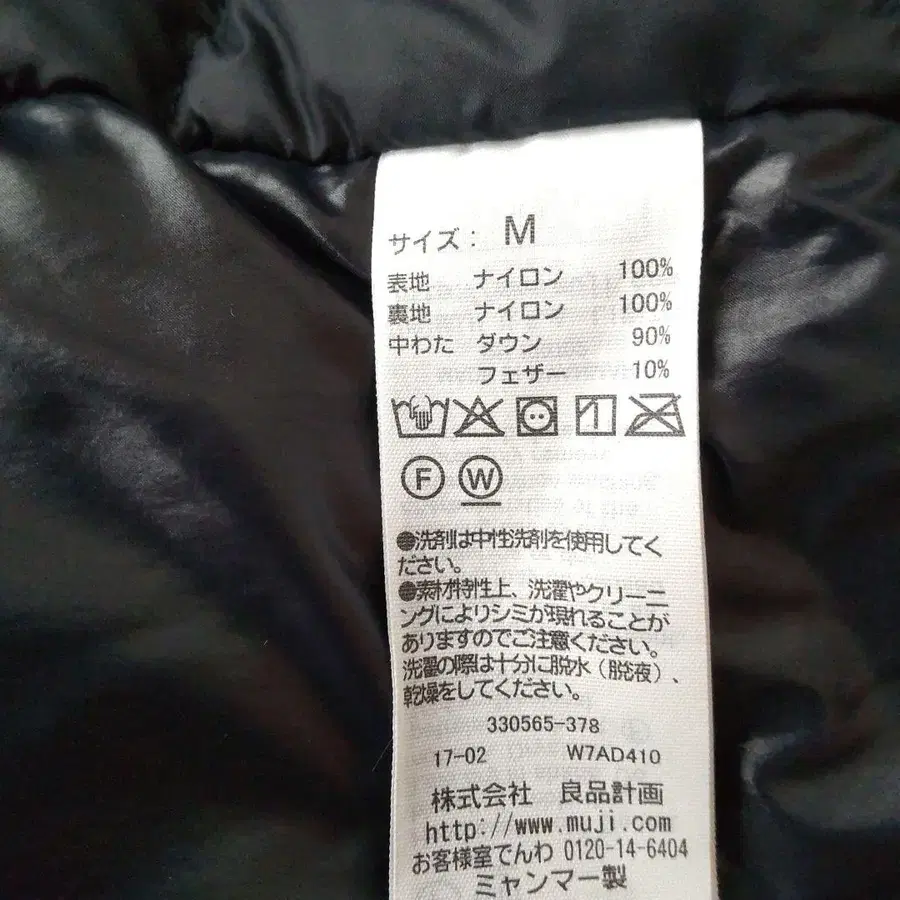 サイズ： M
表地 ナイロン 100%
裏地 ナイロン 100%
中わた ダウン 90%
フェザー 10%
F W
●洗剤は中性洗剤を使用してく
ださい。
●素材特性上、洗濯やクリーニ
ングによりシミが現れることが
ありますのでご注意ください。
洗濯の際は十分に脱水（脱液）、
乾燥をしてください。
330565-378
17-02 W7AD410
株式会社 良品計画
http://www.muji.com
お客様室でんわ 0120-14-6404
ミャンマー製